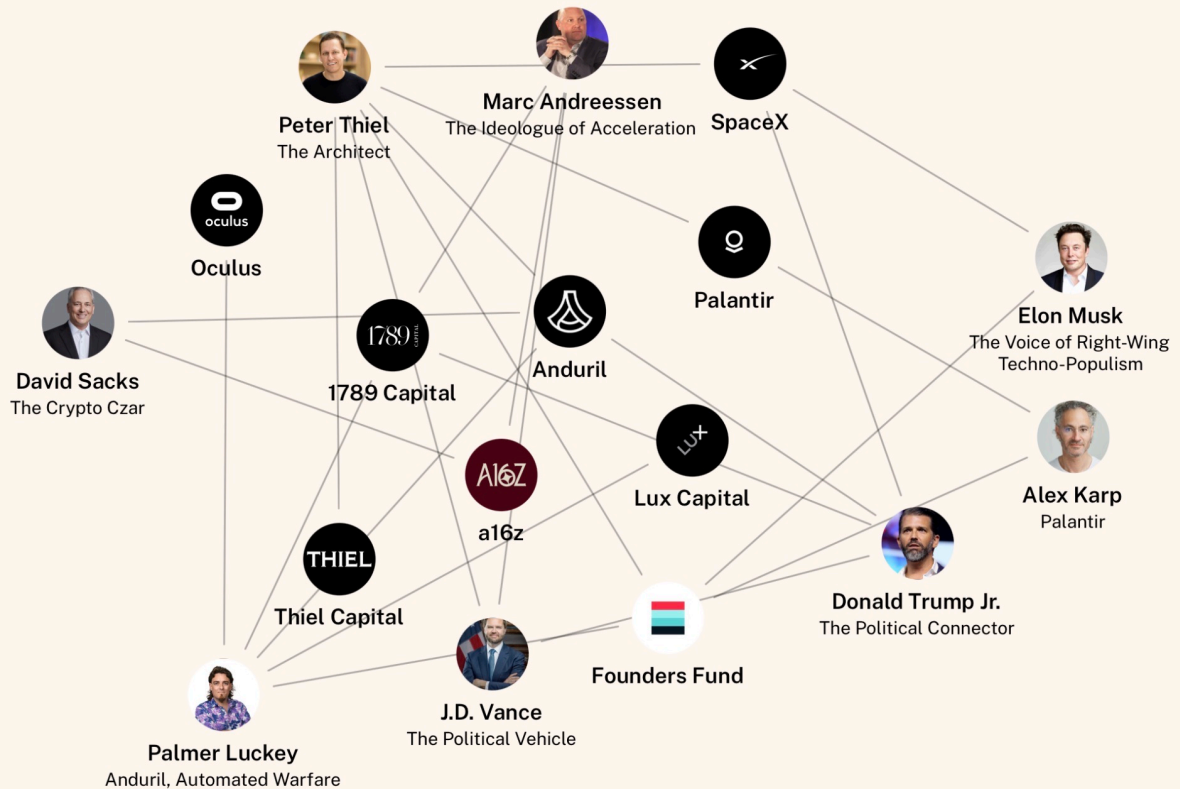 Peter Thiel
The Architect
Marc Andreessen
The Ideologue of Acceleration
SpaceX
oculus
Oculus
Palantir
Elon Musk
The Voice of Right-Wing
Techno-Populism
David Sacks
The Crypto Czar
1789 CAPITAL
1789 Capital
Anduril
LUX
Lux Capital
Alex Karp
Palantir
A16Z
a16z
THIEL
Thiel Capital
Donald Trump Jr.
The Political Connector
Founders Fund
J.D. Vance
The Political Vehicle
Palmer Luckey
Anduril, Automated Warfare